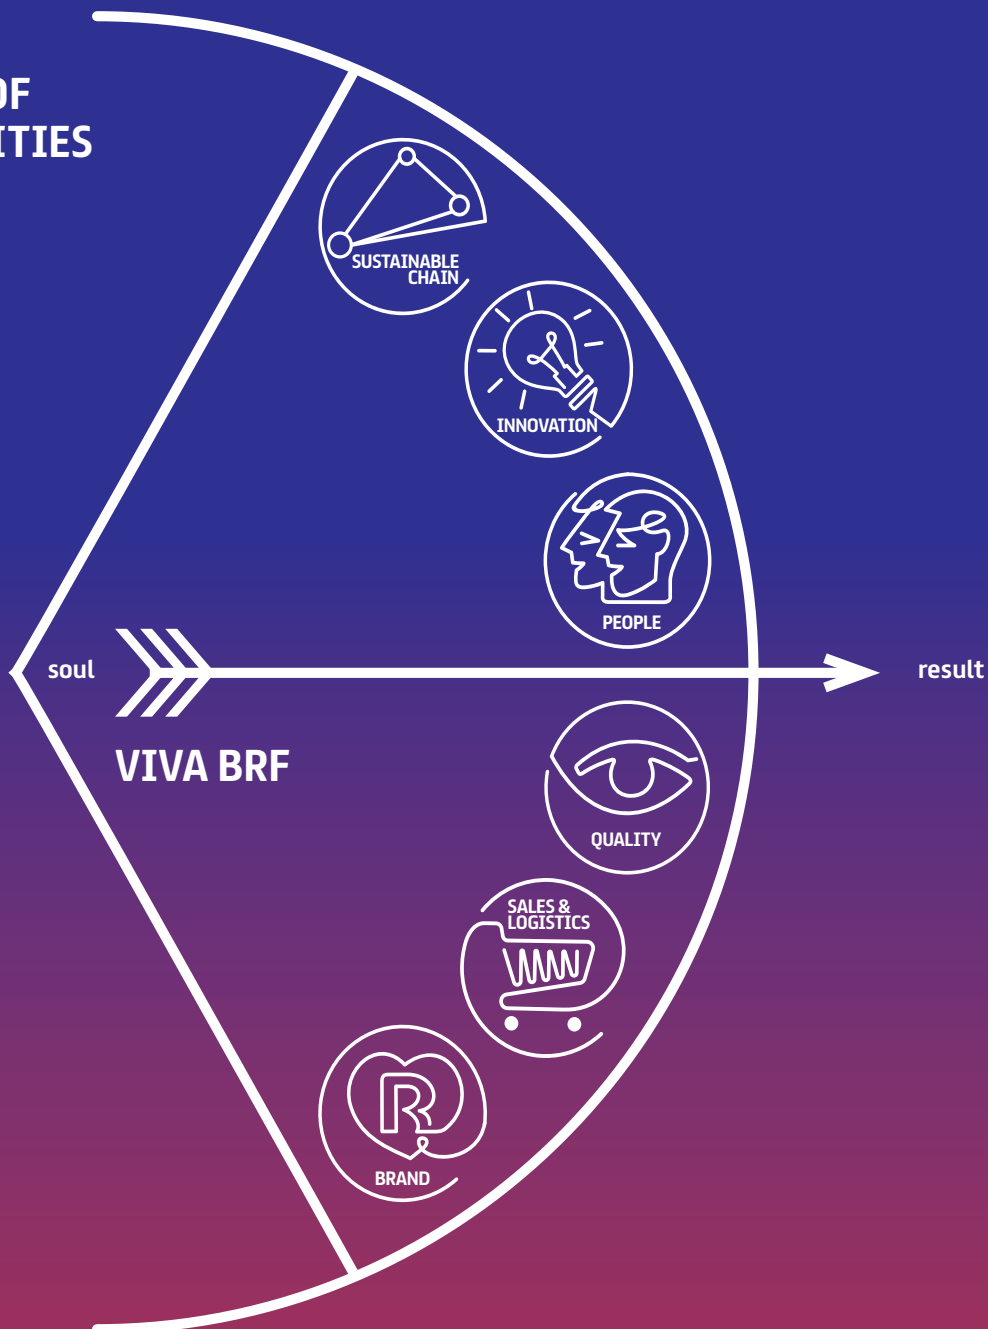 OF
ITIES
SUSTAINABLE
CHAIN
INNOVATION
PEOPLE
soul
result
VIVA BRF
QUALITY
SALES &
LOGISTICS
R
BRAND